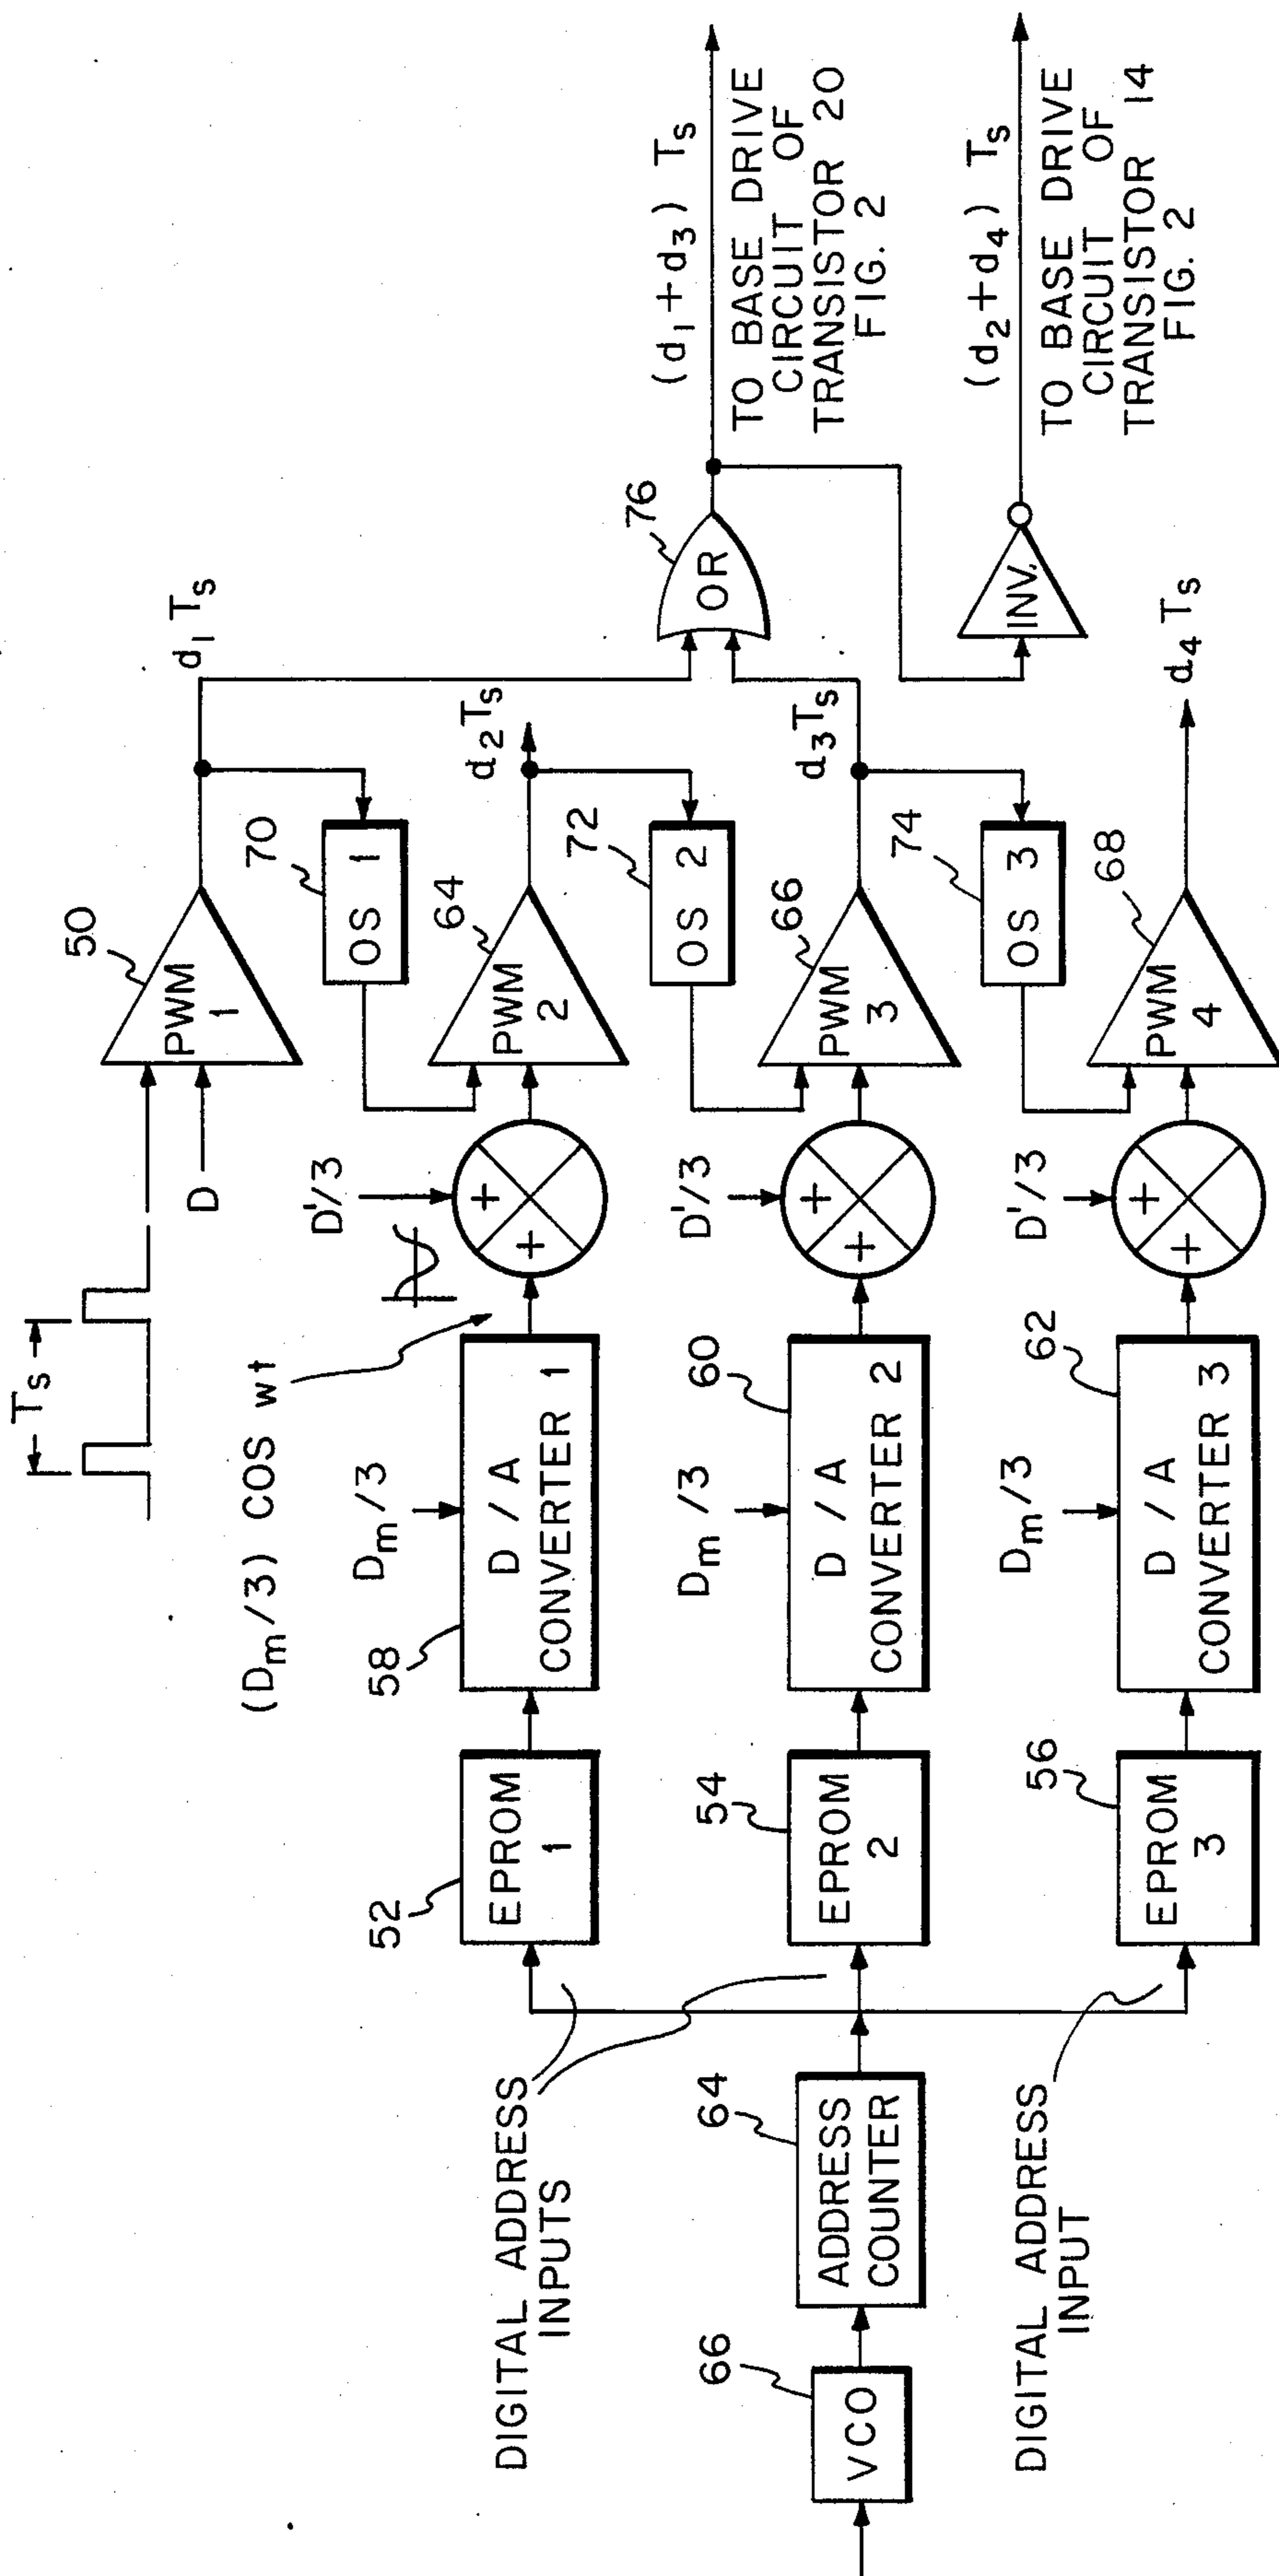 Ts
D
PWM
1
50
d1 Ts
(Dm/3) COS wt
52
EPROM
1
58
D / A
CONVERTER 1
Dm/3
D'/3
+
+
PWM
2
64
70
OS 1
d2 Ts
DIGITAL ADDRESS
INPUTS
66
VCO
64
ADDRESS
COUNTER
54
EPROM
2
60
D / A
CONVERTER 2
Dm /3
D'/3
+
+
PWM
3
66
72
OS 2
d3 Ts
76
OR
(d1+d3) Ts
TO BASE DRIVE
CIRCUIT OF
TRANSISTOR 20
FIG. 2
DIGITAL ADDRESS
INPUT
56
EPROM
3
62
D / A
CONVERTER 3
Dm/3
D'/3
+
+
PWM
4
68
74
OS 3
d4 Ts
INV.
(d2+d4) Ts
TO BASE DRIVE
CIRCUIT OF
TRANSISTOR 14
FIG. 2